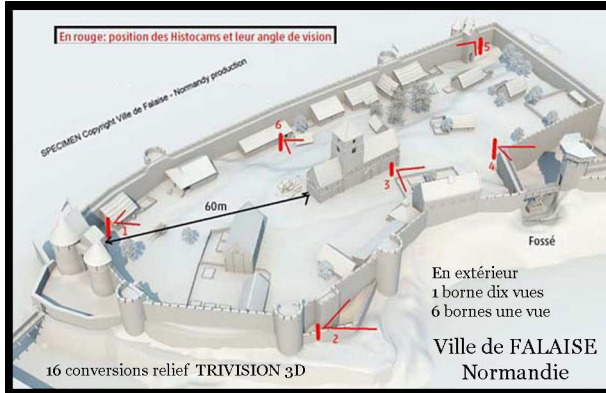 En rouge: position des Histocams et leur angle de vision
SPECIMEN Copyright Ville de Falaise - Normandy production
5
6
4
3
60m
1
Fossé
2
En extérieur
1 borne dix vues
6 bornes une vue
Ville de FALAISE
Normandie
16 conversions relief TRIVISION 3D